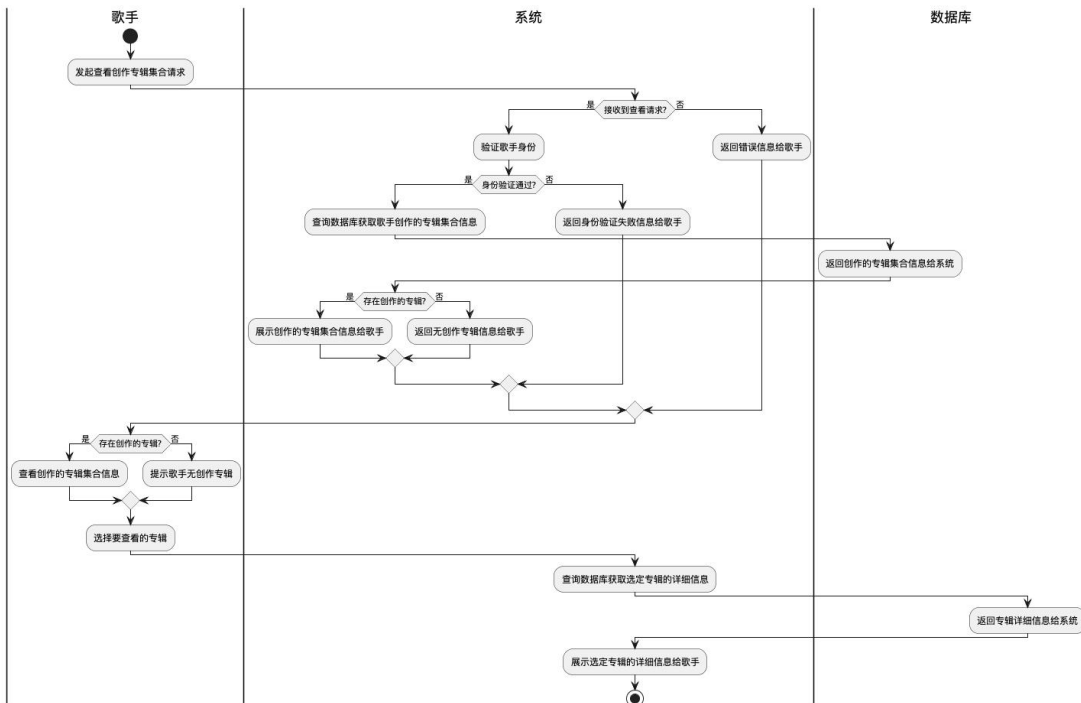 歌手
系统
数据库
发起查看创作专辑集合请求
是
接收到查看请求?
否
验证歌手身份
返回错误信息给歌手
是
身份验证通过?
否
查询数据库获取歌手创作的专辑集合信息
返回身份验证失败信息给歌手
返回创作的专辑集合信息给系统
是
存在创作的专辑?
否
展示创作的专辑集合信息给歌手
返回无创作专辑信息给歌手
是
存在创作的专辑?
否
查看创作的专辑集合信息
提示歌手无创作专辑
选择要查看的专辑
查询数据库获取选定专辑的详细信息
返回专辑详细信息给系统
展示选定专辑的详细信息给歌手